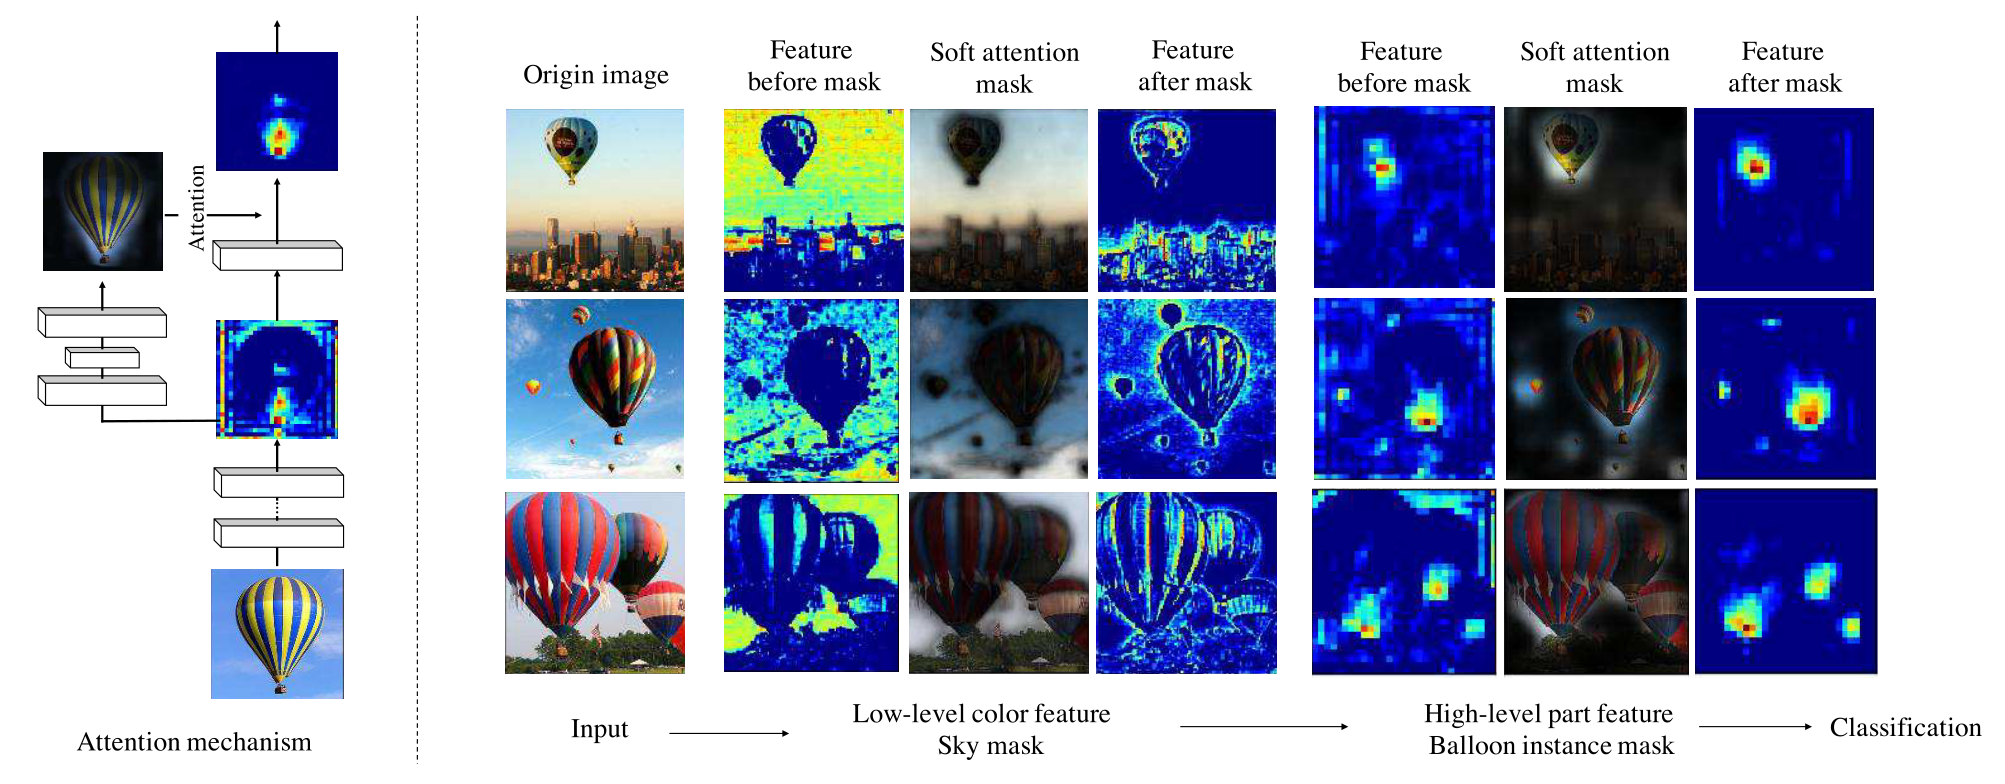 Attention
Attention mechanism
Origin image
Feature
before mask
Soft attention
mask
Feature
after mask
Feature
before mask
Soft attention
mask
Feature
after mask
Input
Low-level color feature
Sky mask
High-level part feature
Balloon instance mask
Classification